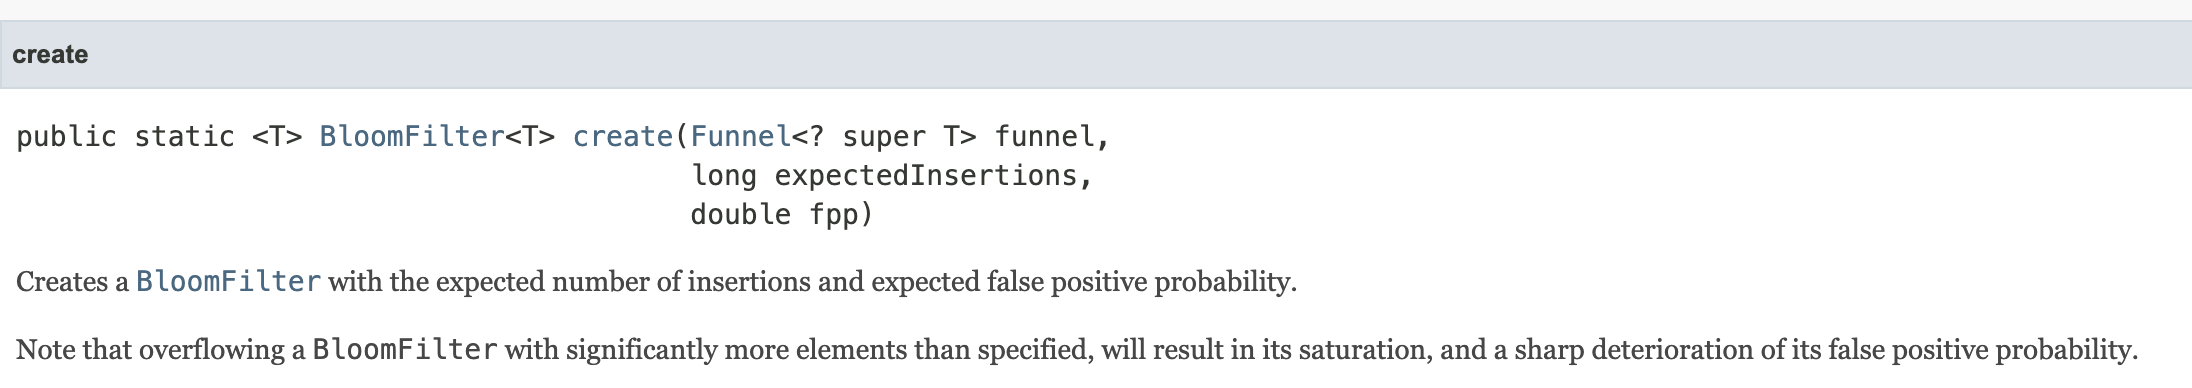 create
public static <T> BloomFilter<T> create(Funnel<? super T> funnel,
long expectedInsertions,
double fpp)
Creates a BloomFilter with the expected number of insertions and expected false positive probability.
Note that overflowing a BloomFilter with significantly more elements than specified, will result in its saturation, and a sharp deterioration of its false positive probability.